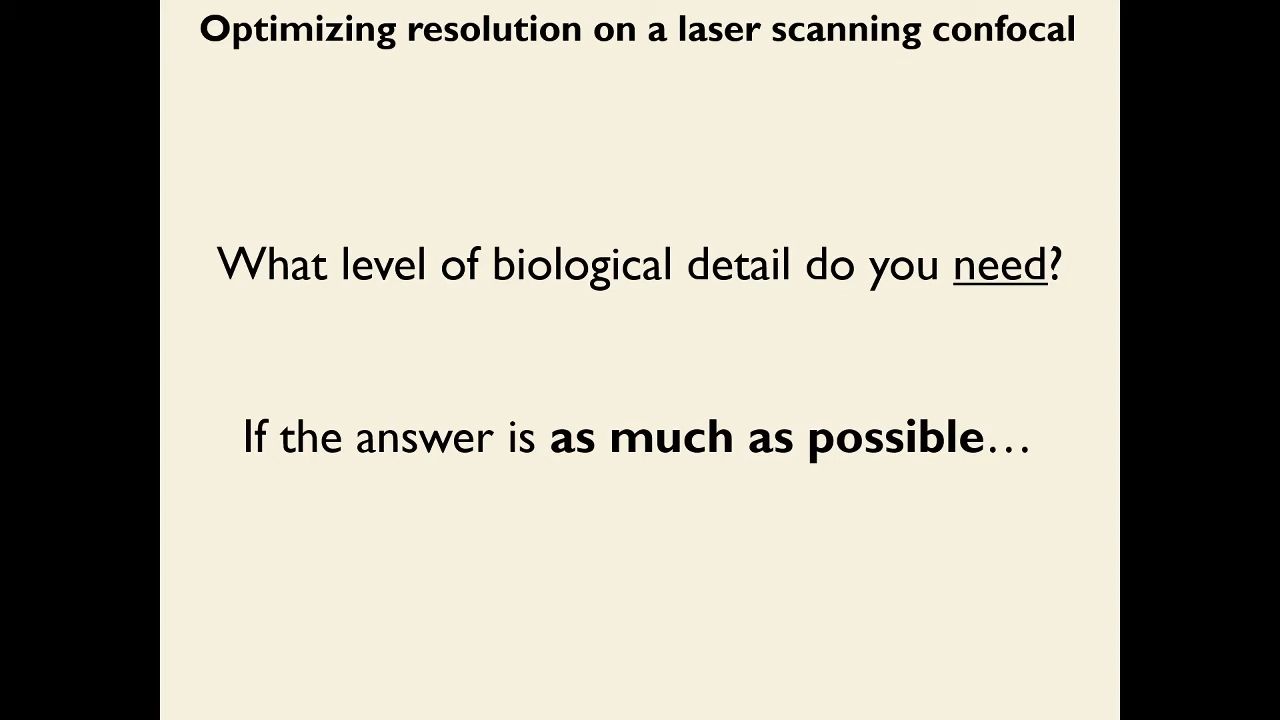 Optimizing resolution on a laser scanning confocal
What level of biological detail do you need?
If the answer is as much as possible…